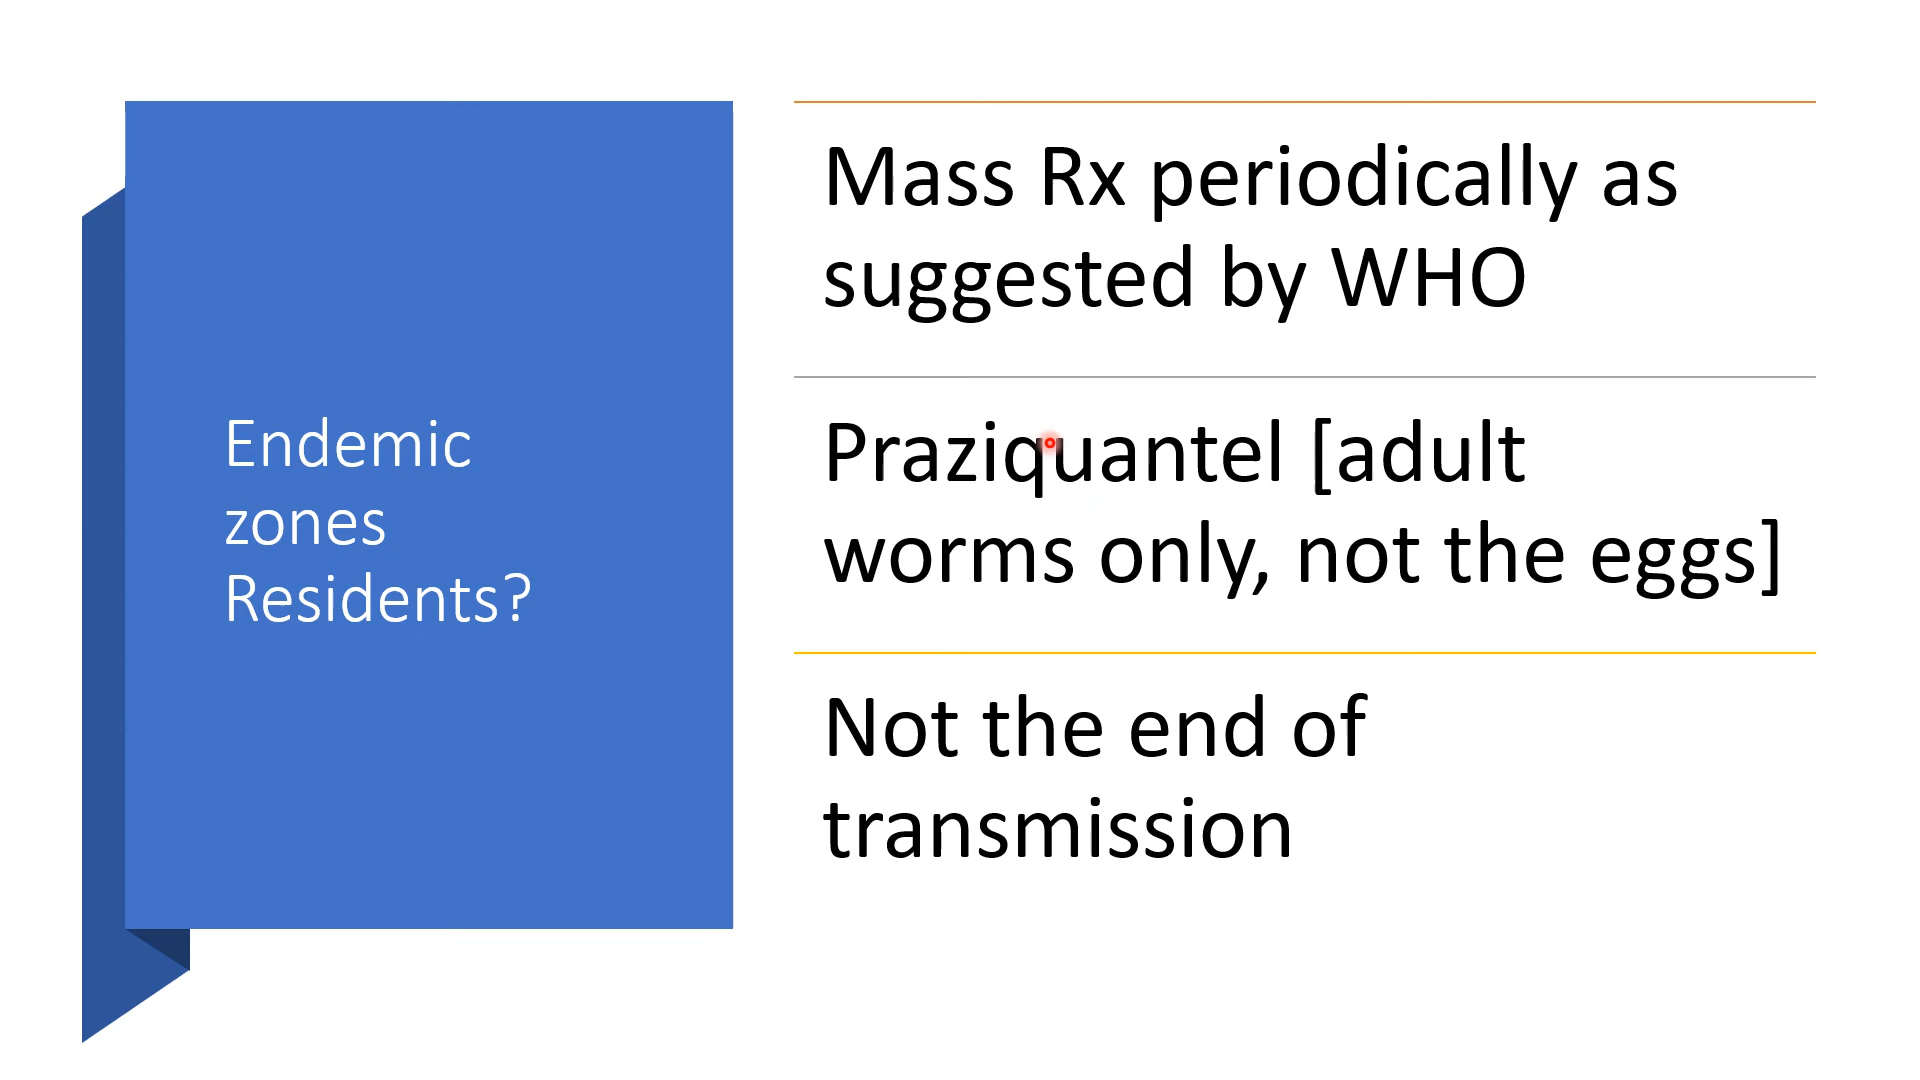 Endemic
zones
Residents?
Mass Rx periodically as
suggested by WHO
Praziquantel [adult
worms only, not the eggs]
Not the end of
transmission